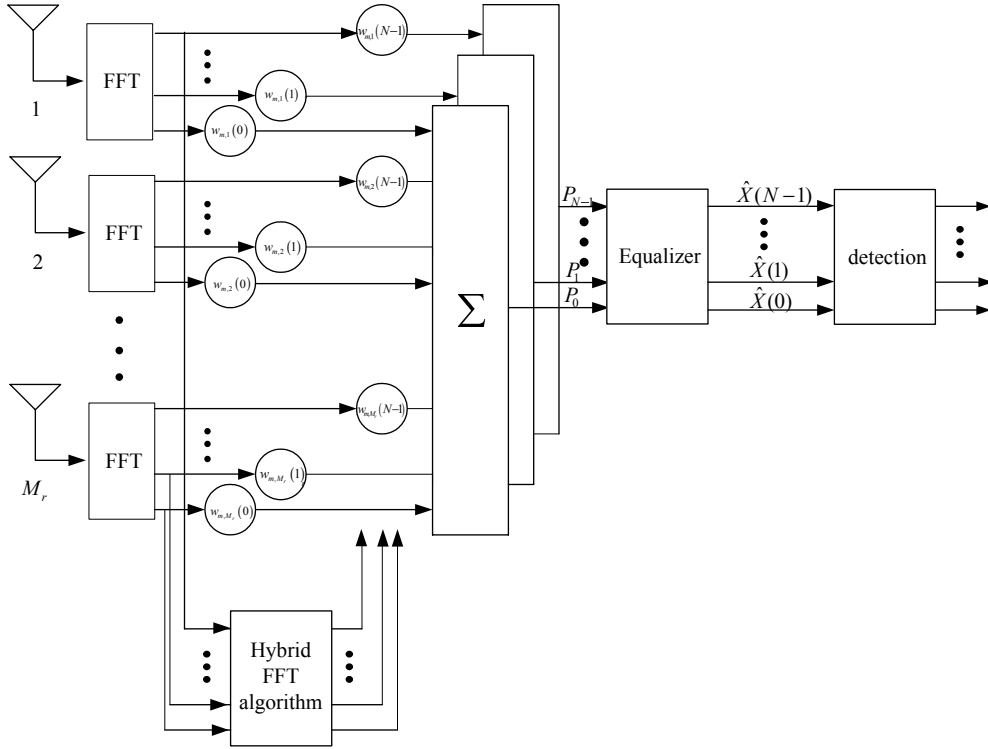 1
FFT
w_{m,1}(N-1)
w_{m,1}(1)
w_{m,1}(0)
2
FFT
w_{m,2}(N-1)
w_{m,2}(1)
w_{m,2}(0)
M_r
FFT
w_{m,M_r}(N-1)
w_{m,M_r}(1)
w_{m,M_r}(0)
Σ
P_{N-1}
P_1
P_0
Equalizer
X̂(N-1)
X̂(1)
X̂(0)
detection
Hybrid
FFT
algorithm